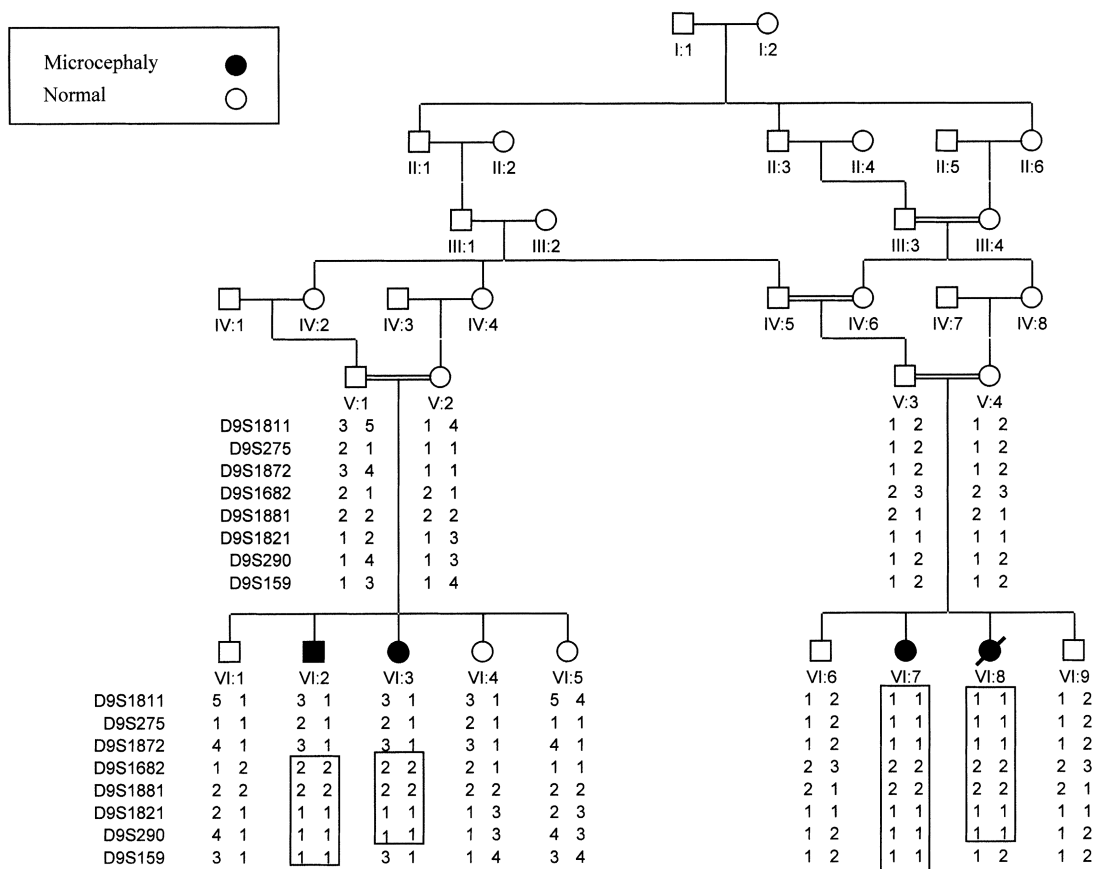 Microcephaly
Normal
I:1 I:2
II:1 II:2 II:3 II:4 II:5 II:6
III:1 III:2 III:3 III:4
IV:1 IV:2 IV:3 IV:4 IV:5 IV:6 IV:7 IV:8
V:1 V:2 V:3 V:4
D9S1811 3 5 1 4 1 2 1 2
D9S275 2 1 1 1 1 2 1 2
D9S1872 3 4 1 1 1 2 1 2
D9S1682 2 1 2 1 2 3 2 3
D9S1881 2 2 2 2 2 1 2 1
D9S1821 1 2 1 3 1 1 1 1
D9S290 1 4 1 3 1 2 1 2
D9S159 1 3 1 4 1 2 1 2
VI:1 VI:2 VI:3 VI:4 VI:5 VI:6 VI:7 VI:8 VI:9
D9S1811 5 1 3 1 3 1 3 1 5 4 1 2 1 1 1 1 1 2
D9S275 1 1 2 1 2 1 2 1 1 1 1 2 1 1 1 1 1 2
D9S1872 4 1 3 1 3 1 3 1 4 1 1 2 1 1 1 1 1 2
D9S1682 1 2 2 2 2 2 2 1 1 1 2 3 2 2 2 2 2 3
D9S1881 2 2 2 2 2 2 2 2 2 2 2 1 2 2 2 2 2 1
D9S1821 2 1 1 1 1 1 1 3 2 3 1 1 1 1 1 1 1 1
D9S290 4 1 1 1 1 1 1 3 4 3 1 2 1 1 1 1 1 2
D9S159 3 1 1 1 3 1 1 4 3 4 1 2 1 1 1 2 1 2